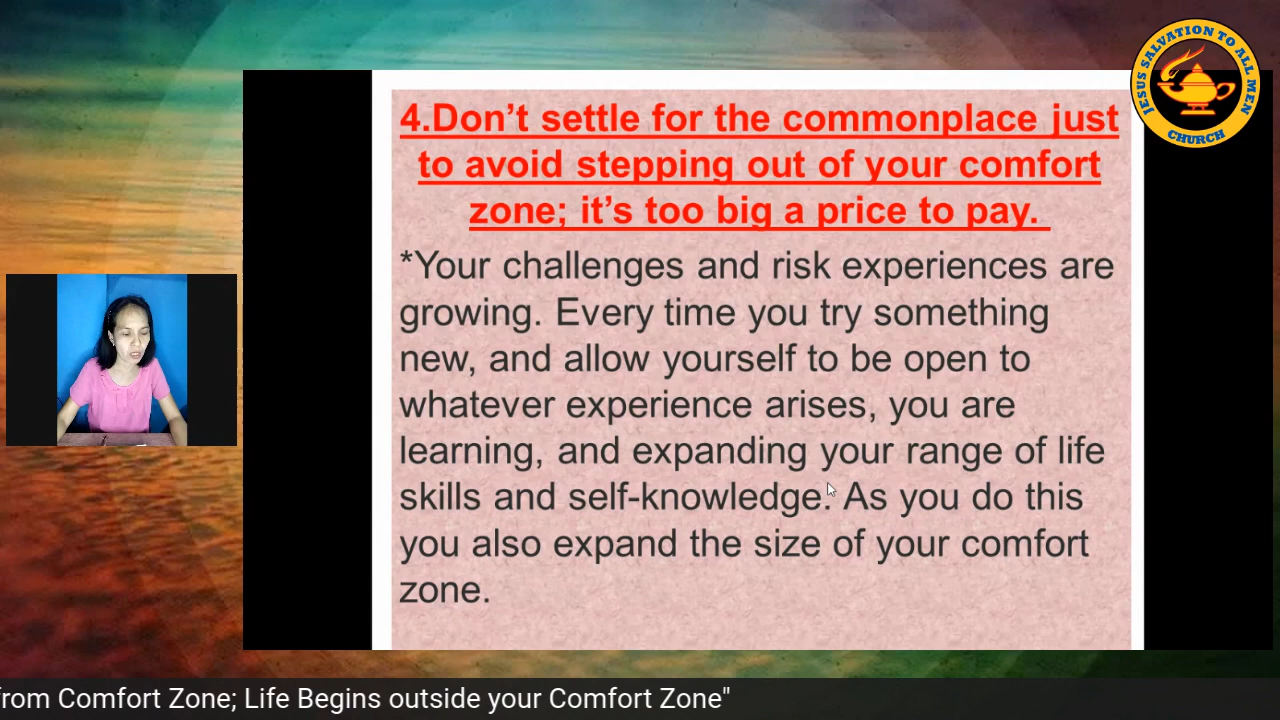 JESUS SALVATION TO ALL MEN
CHURCH
4.Don’t settle for the commonplace just
to avoid stepping out of your comfort
zone; it’s too big a price to pay.
*Your challenges and risk experiences are
growing. Every time you try something
new, and allow yourself to be open to
whatever experience arises, you are
learning, and expanding your range of life
skills and self-knowledge. As you do this
you also expand the size of your comfort
zone.
from Comfort Zone; Life Begins outside your Comfort Zone"